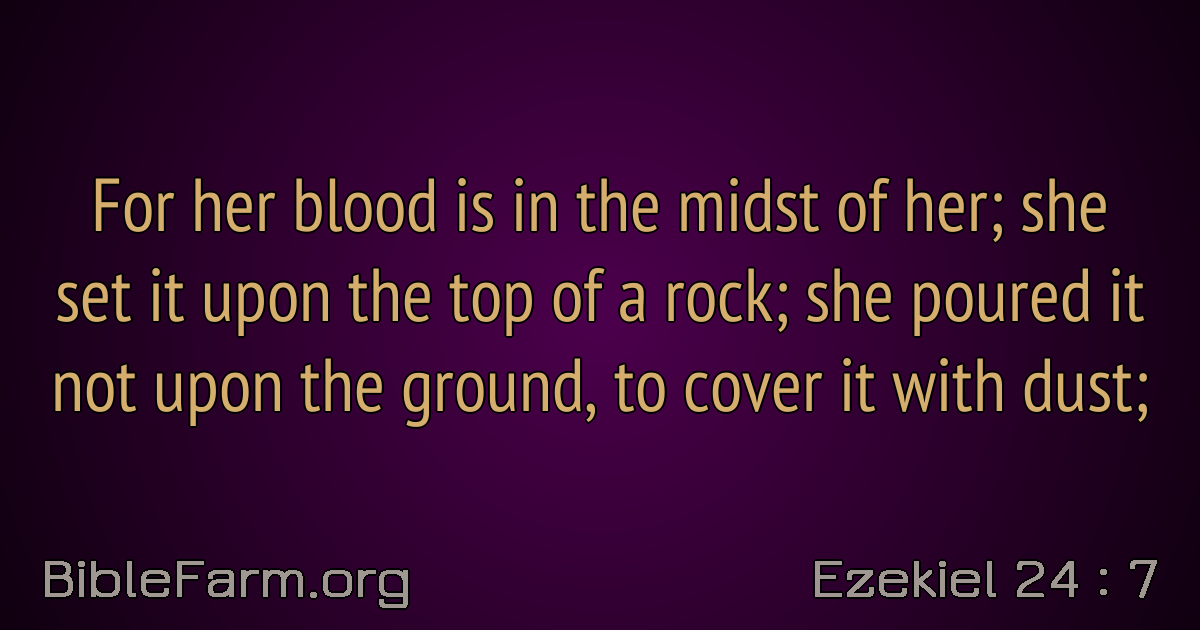 For her blood is in the midst of her; she
set it upon the top of a rock; she poured it
not upon the ground, to cover it with dust;
BibleFarm.org
Ezekiel 24 : 7